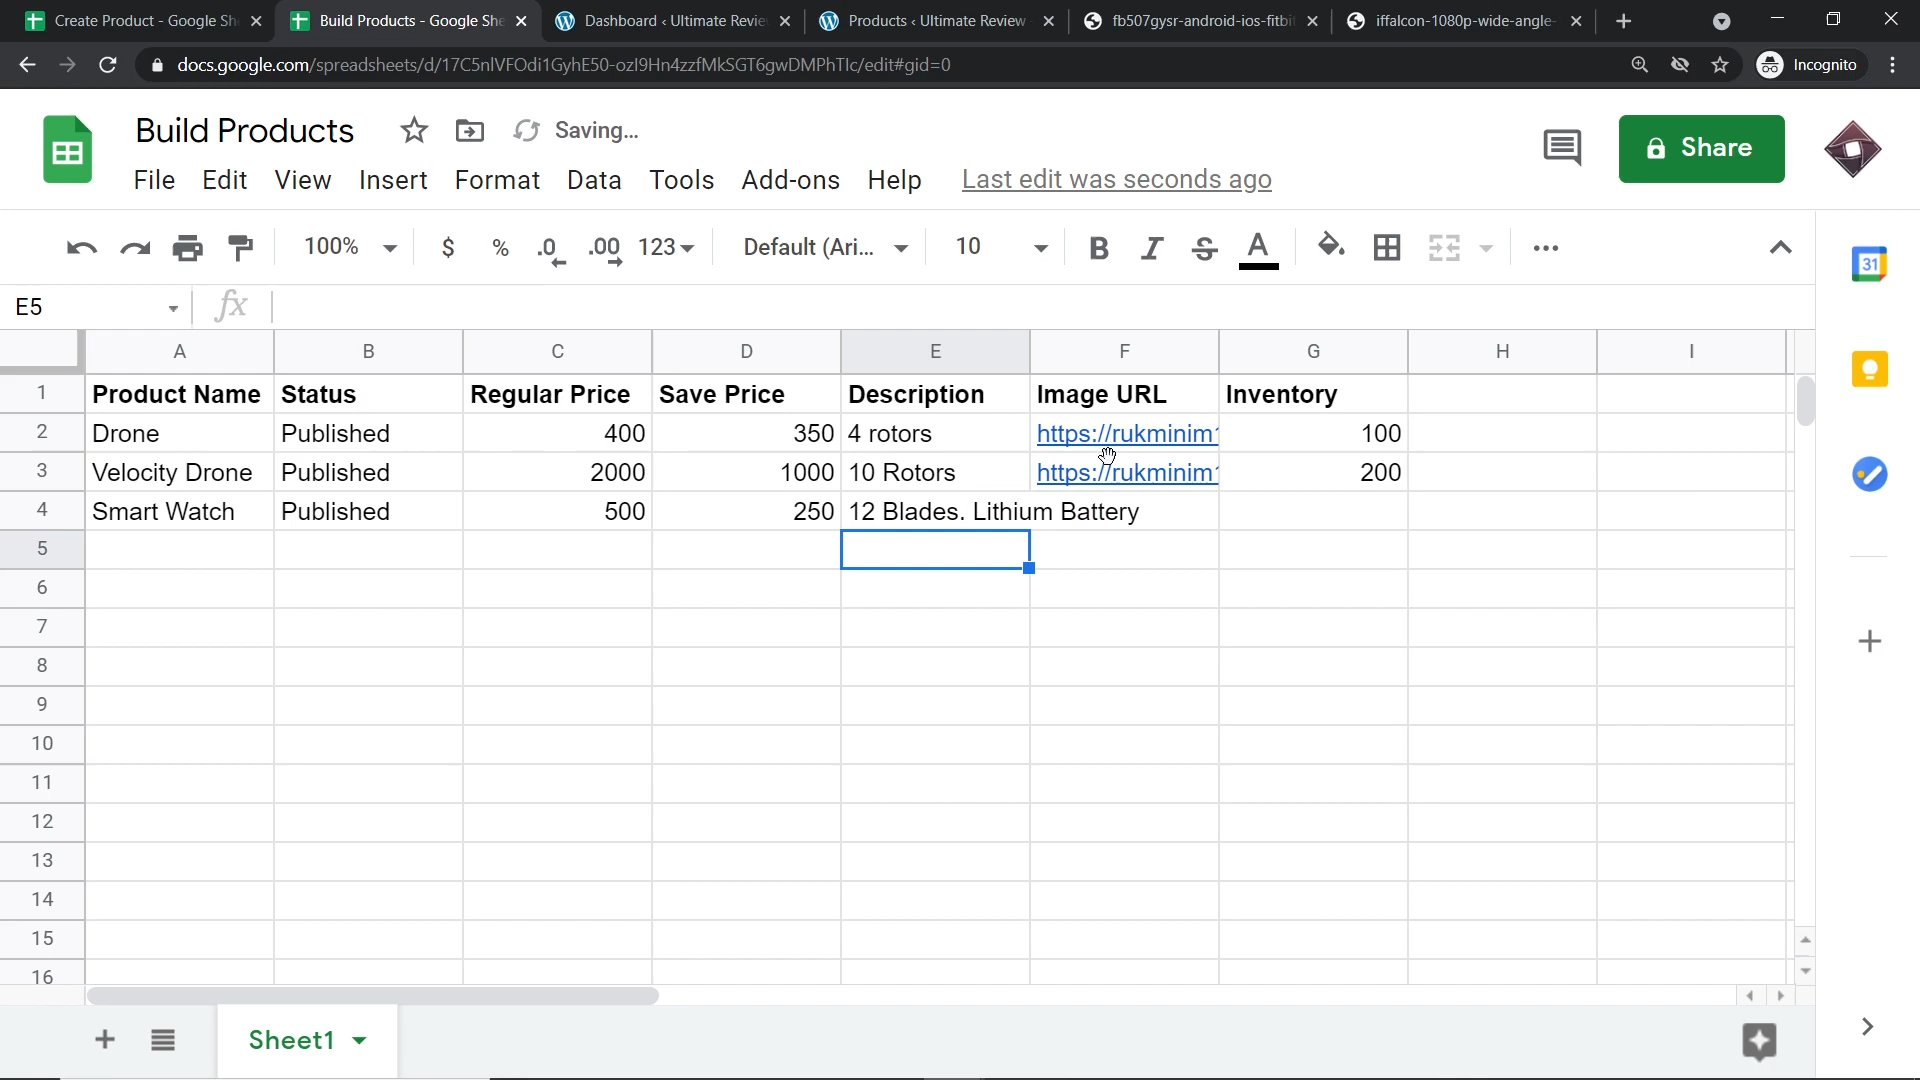 Create Product - Google Sh
Build Products - Google She
Dashboard ‹ Ultimate Revie
Products ‹ Ultimate Review
fb507gysr-android-ios-fitbi
iffalcon-1080p-wide-angle-
docs.google.com/spreadsheets/d/17C5nlVFOdi1GyhE50-ozI9Hn4zzfMkSGT6gwDMPhTIc/edit#gid=0
Incognito
Build Products
Saving...
Share
File Edit View Insert Format Data Tools Add-ons Help Last edit was seconds ago
100% $ % .0 .00 123 Default (Ari... 10 B I S A
31
E5 fx
A B C D E F G H I
1 Product Name Status Regular Price Save Price Description Image URL Inventory
2 Drone Published 400 350 4 rotors https://rukminim1 100
3 Velocity Drone Published 2000 1000 10 Rotors https://rukminim1 200
4 Smart Watch Published 500 250 12 Blades. Lithium Battery
5
6
7
8
9
10
11
12
13
14
15
16
Sheet1